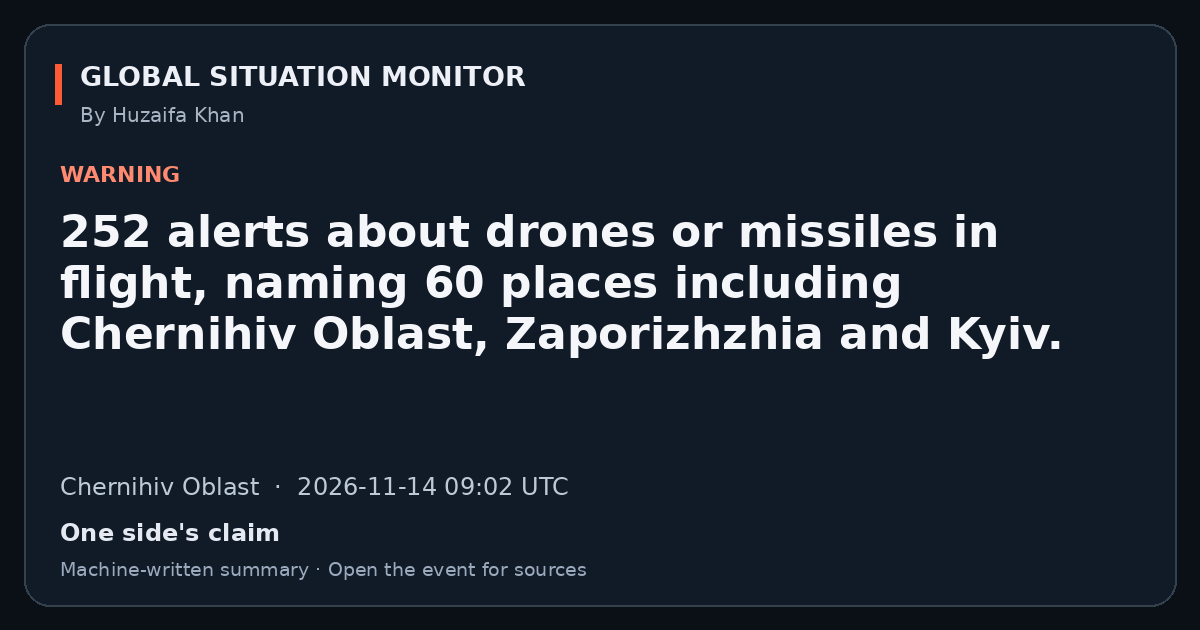 GLOBAL SITUATION MONITOR
By Huzaifa Khan
WARNING
252 alerts about drones or missiles in
flight, naming 60 places including
Chernihiv Oblast, Zaporizhzhia and Kyiv.
Chernihiv Oblast · 2026-11-14 09:02 UTC
One side's claim
Machine-written summary · Open the event for sources